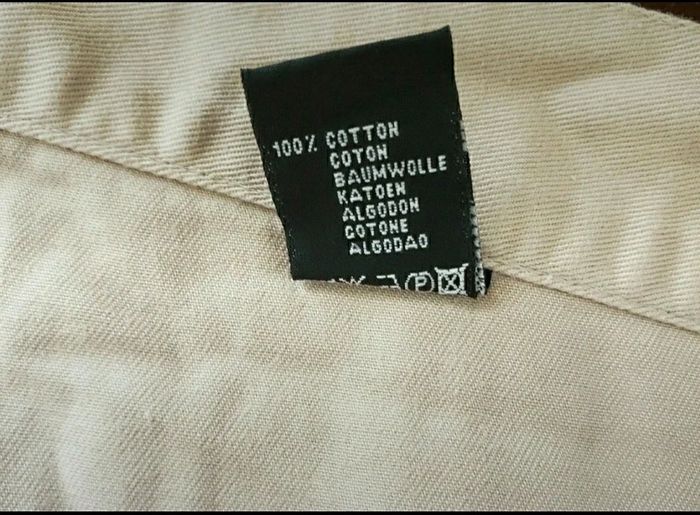 100% COTTON
COTON
BAUMWOLLE
KATOEN
ALGODON
COTONE
ALGODAO
P